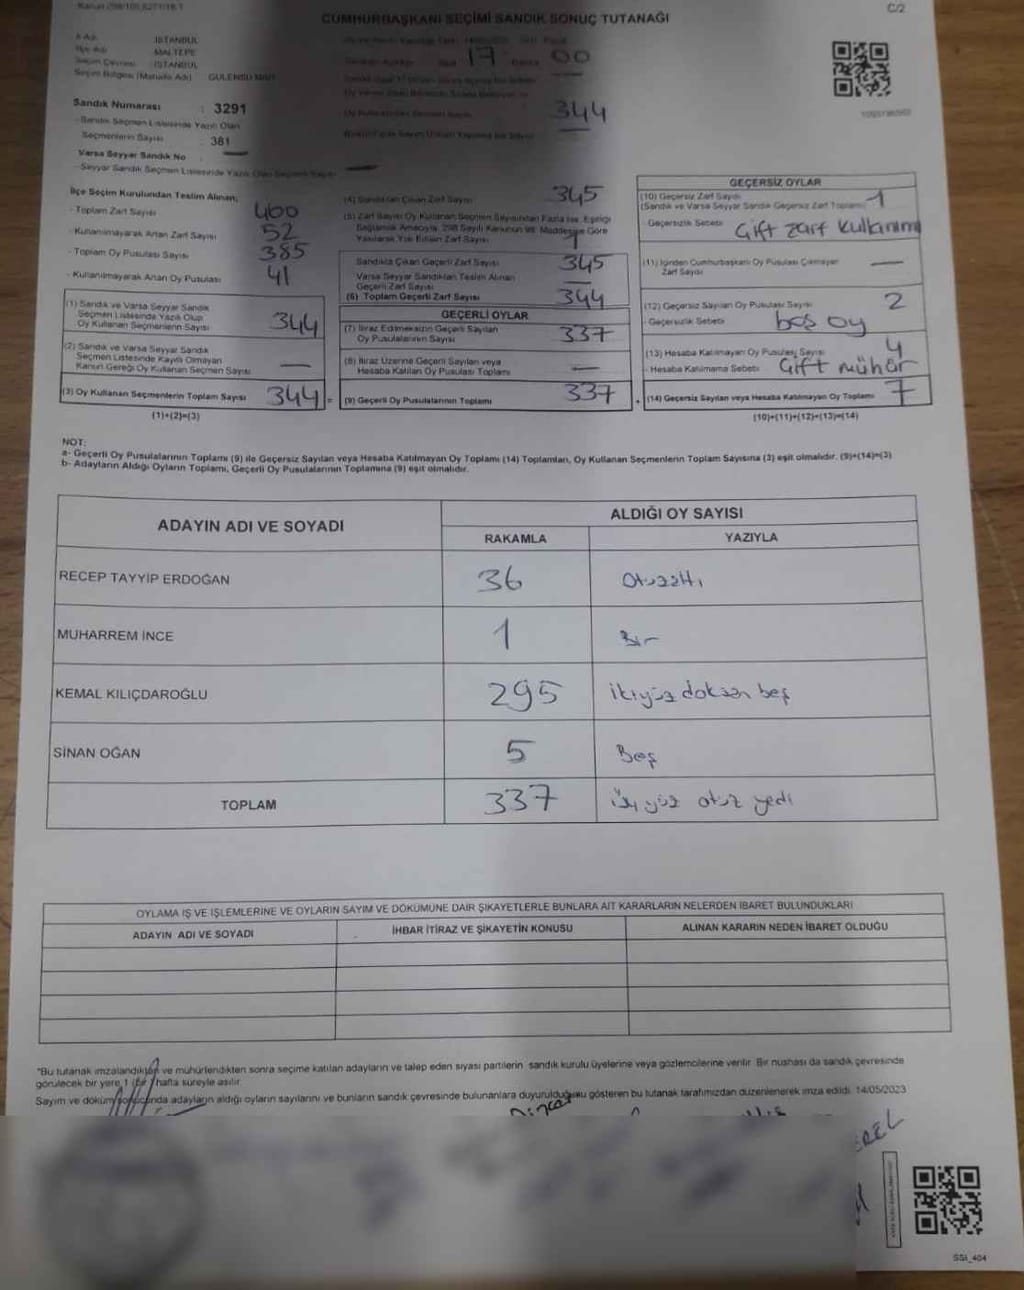 C/2
CUMHURBAŞKANI SEÇİMİ SANDIK SONUÇ TUTANAĞI
İSTANBUL
MALTEPE
İSTANBUL
Seçim Bölgesi (Mahalle Adı) GÜLENSU MAH.
17 00
Sandık Numarası : 3291
- Sandık Seçmen Listesinde Yazılı Olan
Seçmenlerin Sayısı : 381
Varsa Seyyar Sandık No : —
- Seyyar Sandık Seçmen Listesinde Yazılı Olan Seçmen Sayısı —
344
—
İlçe Seçim Kurulundan Teslim Alınan;
- Toplam Zarf Sayısı 400
- Kullanılmayarak Artan Zarf Sayısı 52
- Toplam Oy Pusulası Sayısı 385
- Kullanılmayarak Artan Oy Pusulası 41
(1) Sandık ve Varsa Seyyar Sandık
Seçmen Listesinde Yazılı Olup
Oy Kullanan Seçmenlerin Sayısı 344
(2) Sandık ve Varsa Seyyar Sandık
Seçmen Listesinde Kayıtlı Olmayan
Kanun Gereği Oy Kullanan Seçmen Sayısı —
(3) Oy Kullanan Seçmenlerin Toplam Sayısı 344 =
(1)+(2)=(3)
(4) Sandıktan Çıkan Zarf Sayısı 345
(5) Zarf Sayısı Oy Kullanan Seçmen Sayısından Fazla ise, Eşitliği
Sağlamak Amacıyla, 298 Sayılı Kanunun 98. Maddesine Göre
Yakılarak Yok Edilen Zarf Sayısı 1
Sandıkta Çıkan Geçerli Zarf Sayısı 345
Varsa Seyyar Sandıktan Teslim Alınan
Geçerli Zarf Sayısı —
(6) Toplam Geçerli Zarf Sayısı 344
GEÇERLİ OYLAR
(7) İtiraz Edilmeksizin Geçerli Sayılan
Oy Pusulalarının Sayısı 337
(8) İtiraz Üzerine Geçerli Sayılan veya
Hesaba Katılan Oy Pusulası Toplamı —
(9) Geçerli Oy Pusulalarının Toplamı 337 +
GEÇERSİZ OYLAR
(10) Geçersiz Zarf Sayısı 1
(Sandık ve Varsa Seyyar Sandık Geçersiz Zarf Toplamı)
- Geçersizlik Sebebi Çift zarf kullanımı
(11) İçinden Cumhurbaşkanı Oy Pusulası Çıkmayan
Zarf Sayısı —
(12) Geçersiz Sayılan Oy Pusulası Sayısı 2
- Geçersizlik Sebebi boş oy
(13) Hesaba Katılmayan Oy Pusulası Sayısı 4
- Hesaba Katılmama Sebebi Çift mühür
(14) Geçersiz Sayılan veya Hesaba Katılmayan Oy Toplamı 7
(10)+(11)+(12)+(13)=(14)
NOT:
a- Geçerli Oy Pusulalarının Toplamı (9) ile Geçersiz Sayılan veya Hesaba Katılmayan Oy Toplamı (14) Toplamları, Oy Kullanan Seçmenlerin Toplam Sayısına (3) eşit olmalıdır. (9)+(14)=(3)
b- Adayların Aldığı Oyların Toplamı, Geçerli Oy Pusulalarının Toplamına (9) eşit olmalıdır.
ADAYIN ADI VE SOYADI
ALDIĞI OY SAYISI
RAKAMLA YAZIYLA
RECEP TAYYİP ERDOĞAN 36 Otuzaltı
MUHARREM İNCE 1 Bir
KEMAL KILIÇDAROĞLU 295 ikiyüz doksan beş
SİNAN OĞAN 5 Beş
TOPLAM 337 üç yüz otuz yedi
OYLAMA İŞ VE İŞLEMLERİNE VE OYLARIN SAYIM VE DÖKÜMÜNE DAİR ŞİKAYETLERLE BUNLARA AİT KARARLARIN NELERDEN İBARET BULUNDUKLARI
ADAYIN ADI VE SOYADI İHBAR İTİRAZ VE ŞİKAYETİN KONUSU ALINAN KARARIN NEDEN İBARET OLDUĞU
"Bu tutanak imzalandıktan ve mühürlendikten sonra seçime katılan adayların ve talep eden siyasi partilerin sandık kurulu üyelerine veya gözlemcilerine verilir. Bir nüshası da sandık çevresinde
görülecek bir yere 1 (Bir) hafta süreyle asılır.
Sayım ve döküm sonucunda adayların aldığı oyların sayılarını ve bunların sandık çevresinde bulunanlara duyurulduğunu gösteren bu tutanak tarafımızdan düzenlenerek imza edildi. 14/05/2023
SSI_404